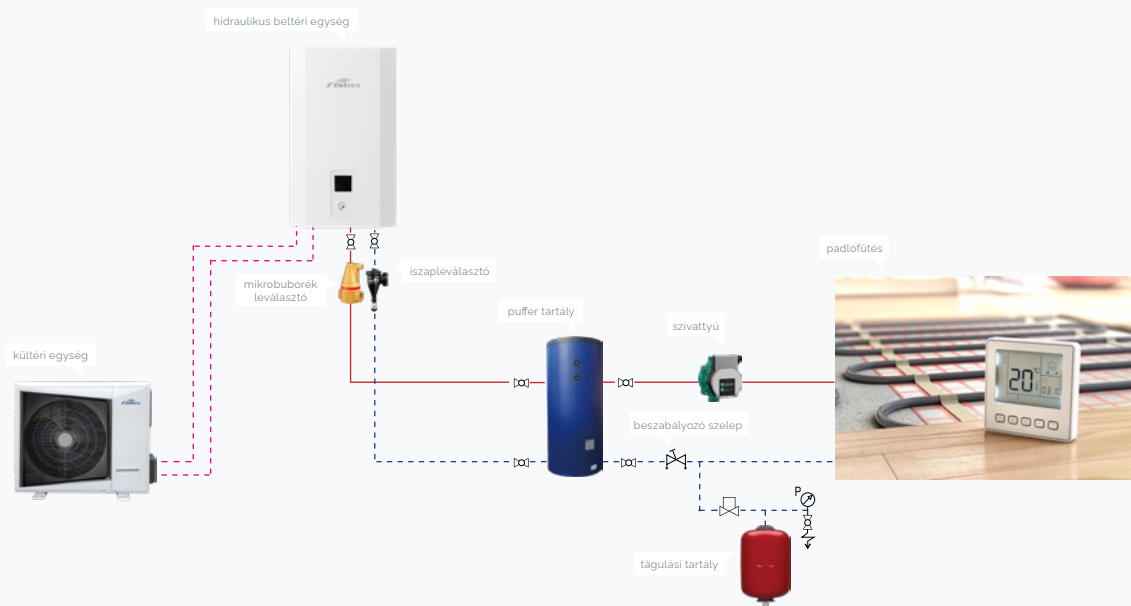 hidraulikus beltéri egység
mikrobuborék
leválasztó
iszapleválasztó
kültéri egység
puffer tartály
szivattyú
padlófűtés
beszabályozó szelep
20
P
tágulási tartály